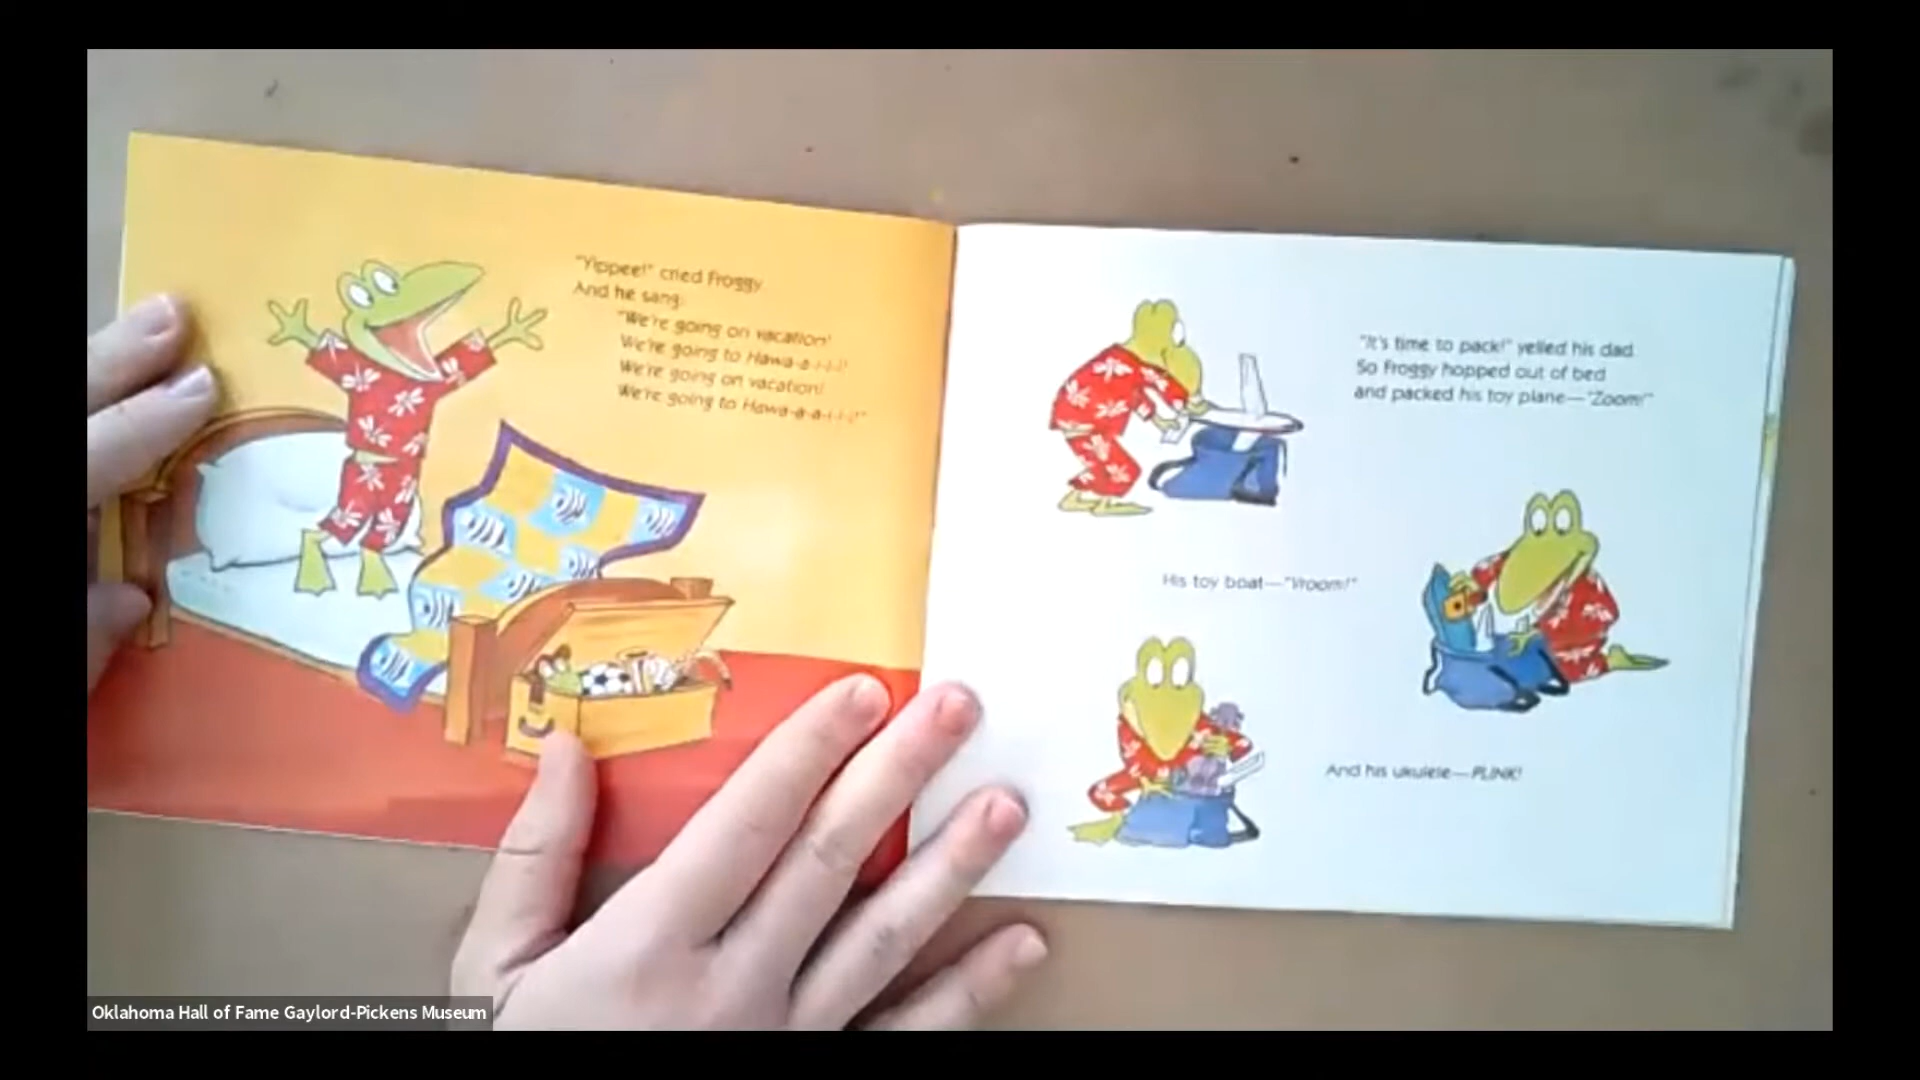 "Yippee!" cried Froggy.
And he sang:
"We're going on vacation!
We're going to Hawa-a-i-i-i!
We're going on vacation!
We're going to Hawa-a-a-i-i-i!"
"It's time to pack!" yelled his dad.
So Froggy hopped out of bed
and packed his toy plane—"Zoom!"
His toy boat—"Vroom!"
And his ukulele—PLINK!
Oklahoma Hall of Fame Gaylord-Pickens Museum